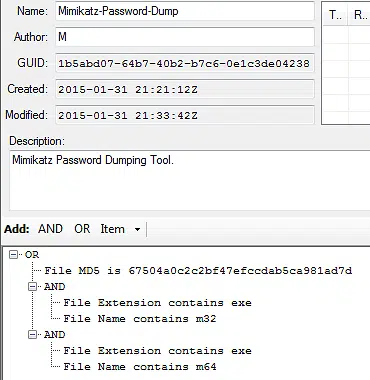 Name: Mimikatz-Password-Dump
T.. R..
Author: M
GUID: 1b5abd07-64b7-40b2-b7c6-0e1c3de04238
Created: 2015-01-31 21:21:12Z
Modified: 2015-01-31 21:33:42Z
Description:
Mimikatz Password Dumping Tool.
Add: AND OR Item
OR
File MD5 is 67504a0c2c2bf47efccdab5ca981ad7d
AND
File Extension contains exe
File Name contains m32
AND
File Extension contains exe
File Name contains m64